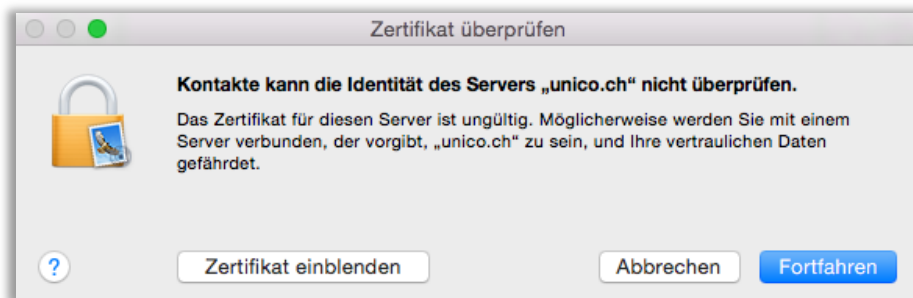 Zertifikat überprüfen
Kontakte kann die Identität des Servers „unico.ch“ nicht überprüfen.
Das Zertifikat für diesen Server ist ungültig. Möglicherweise werden Sie mit einem
Server verbunden, der vorgibt, „unico.ch“ zu sein, und Ihre vertraulichen Daten
gefährdet.
?
Zertifikat einblenden
Abbrechen
Fortfahren